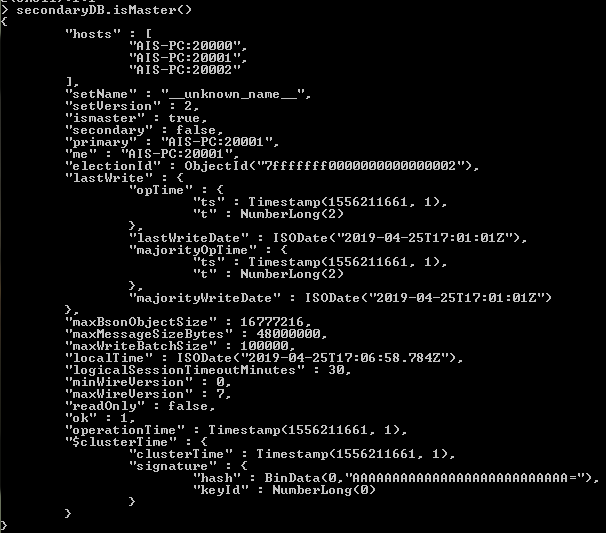 > secondaryDB.isMaster()
{
        "hosts" : [
                "AIS-PC:20000",
                "AIS-PC:20001",
                "AIS-PC:20002"
        ],
        "setName" : "__unknown_name__",
        "setVersion" : 2,
        "ismaster" : true,
        "secondary" : false,
        "primary" : "AIS-PC:20001",
        "me" : "AIS-PC:20001",
        "electionId" : ObjectId("7fffffff0000000000000002"),
        "lastWrite" : {
                "opTime" : {
                        "ts" : Timestamp(1556211661, 1),
                        "t" : NumberLong(2)
                },
                "lastWriteDate" : ISODate("2019-04-25T17:01:01Z"),
                "majorityOpTime" : {
                        "ts" : Timestamp(1556211661, 1),
                        "t" : NumberLong(2)
                },
                "majorityWriteDate" : ISODate("2019-04-25T17:01:01Z")
        },
        "maxBsonObjectSize" : 16777216,
        "maxMessageSizeBytes" : 48000000,
        "maxWriteBatchSize" : 100000,
        "localTime" : ISODate("2019-04-25T17:06:58.784Z"),
        "logicalSessionTimeoutMinutes" : 30,
        "minWireVersion" : 0,
        "maxWireVersion" : 7,
        "readOnly" : false,
        "ok" : 1,
        "operationTime" : Timestamp(1556211661, 1),
        "$clusterTime" : {
                "clusterTime" : Timestamp(1556211661, 1),
                "signature" : {
                        "hash" : BinData(0,"AAAAAAAAAAAAAAAAAAAAAAAAAAA="),
                        "keyId" : NumberLong(0)
                }
        }
}